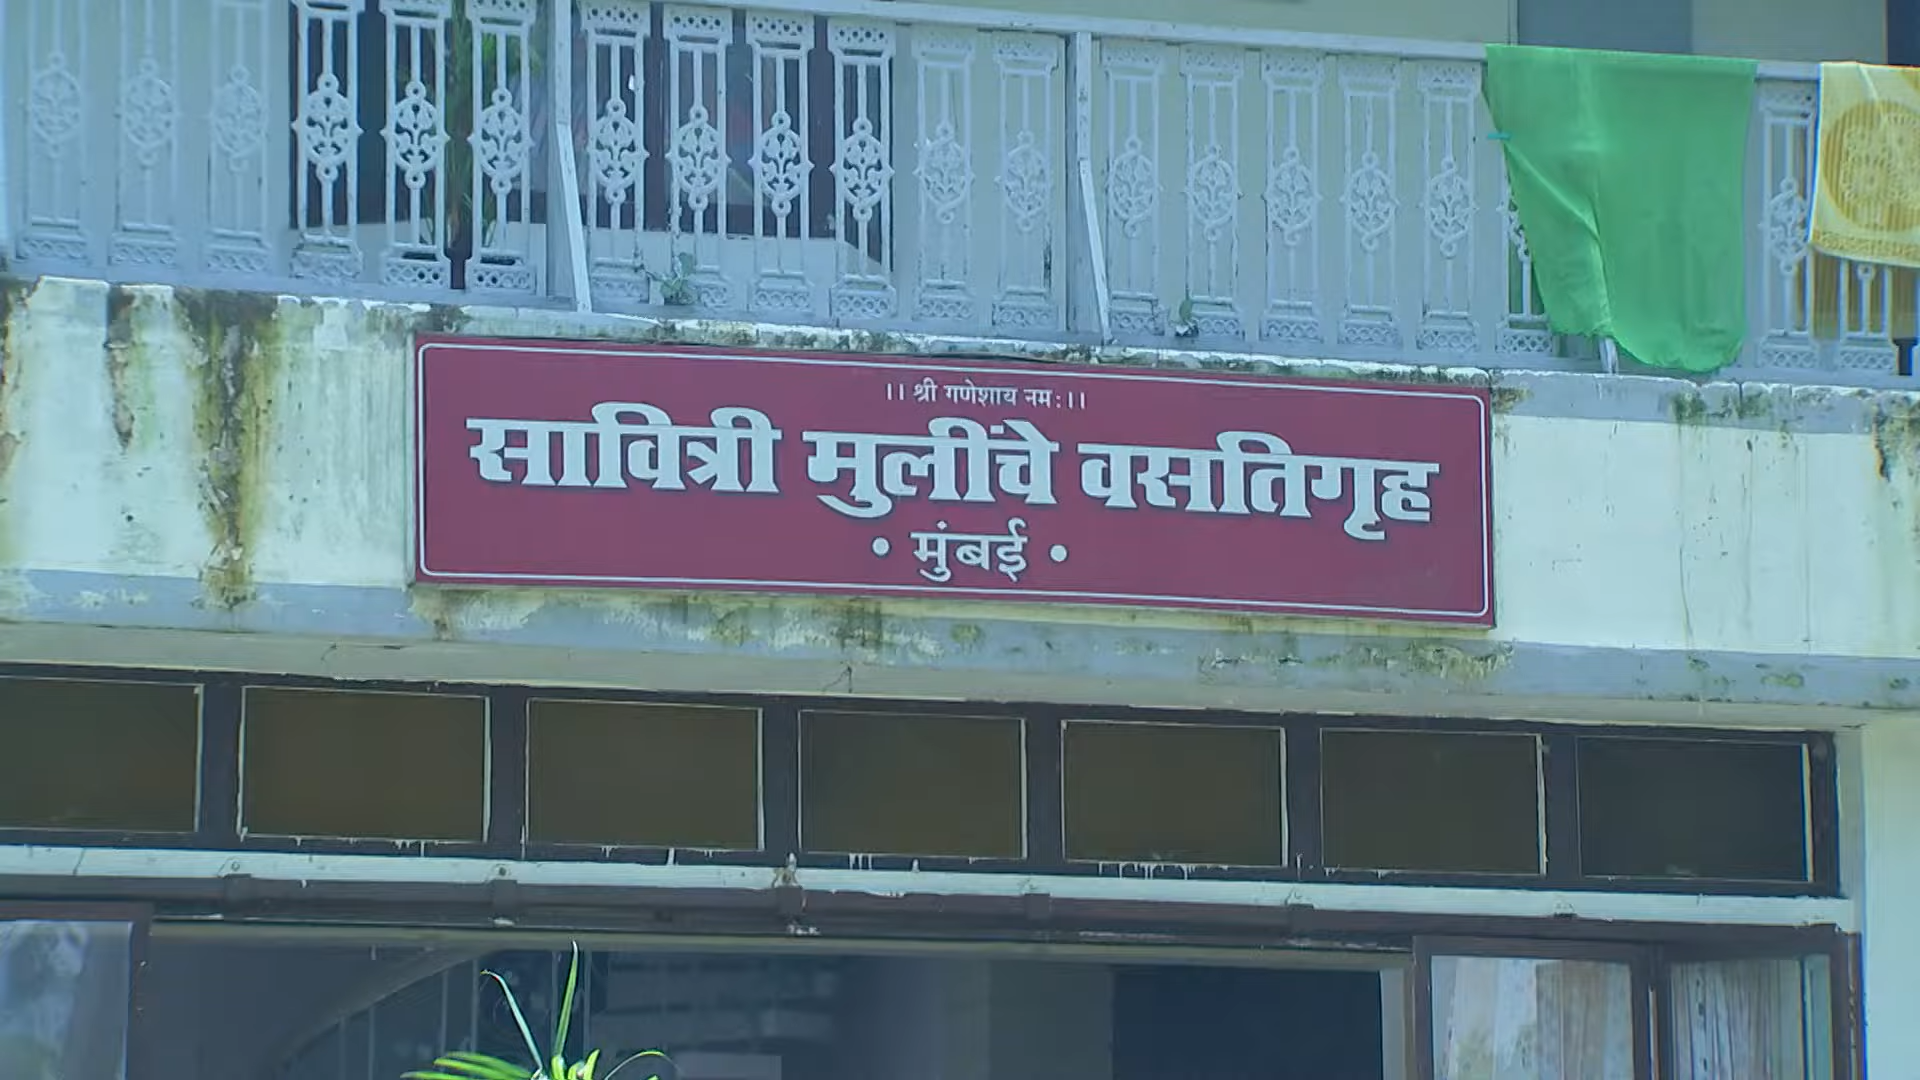 ।। श्री गणेशाय नमः।।
सावित्री मुलींचे वसतिगृह
• मुंबई •